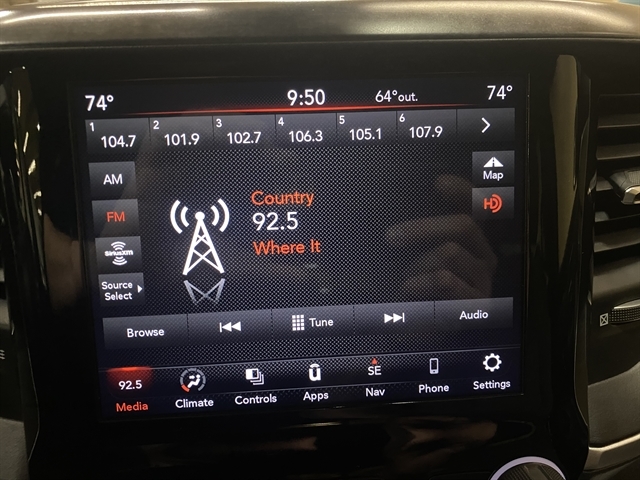 74° 9:50 64°out. 74°
1 104.7 2 101.9 3 102.7 4 106.3 5 105.1 6 107.9
AM
Map
FM
HD
Country
92.5
Where It
SiriusXM
Source
Select
Browse Tune Audio
92.5 SE
Media Climate Controls Apps Nav Phone Settings